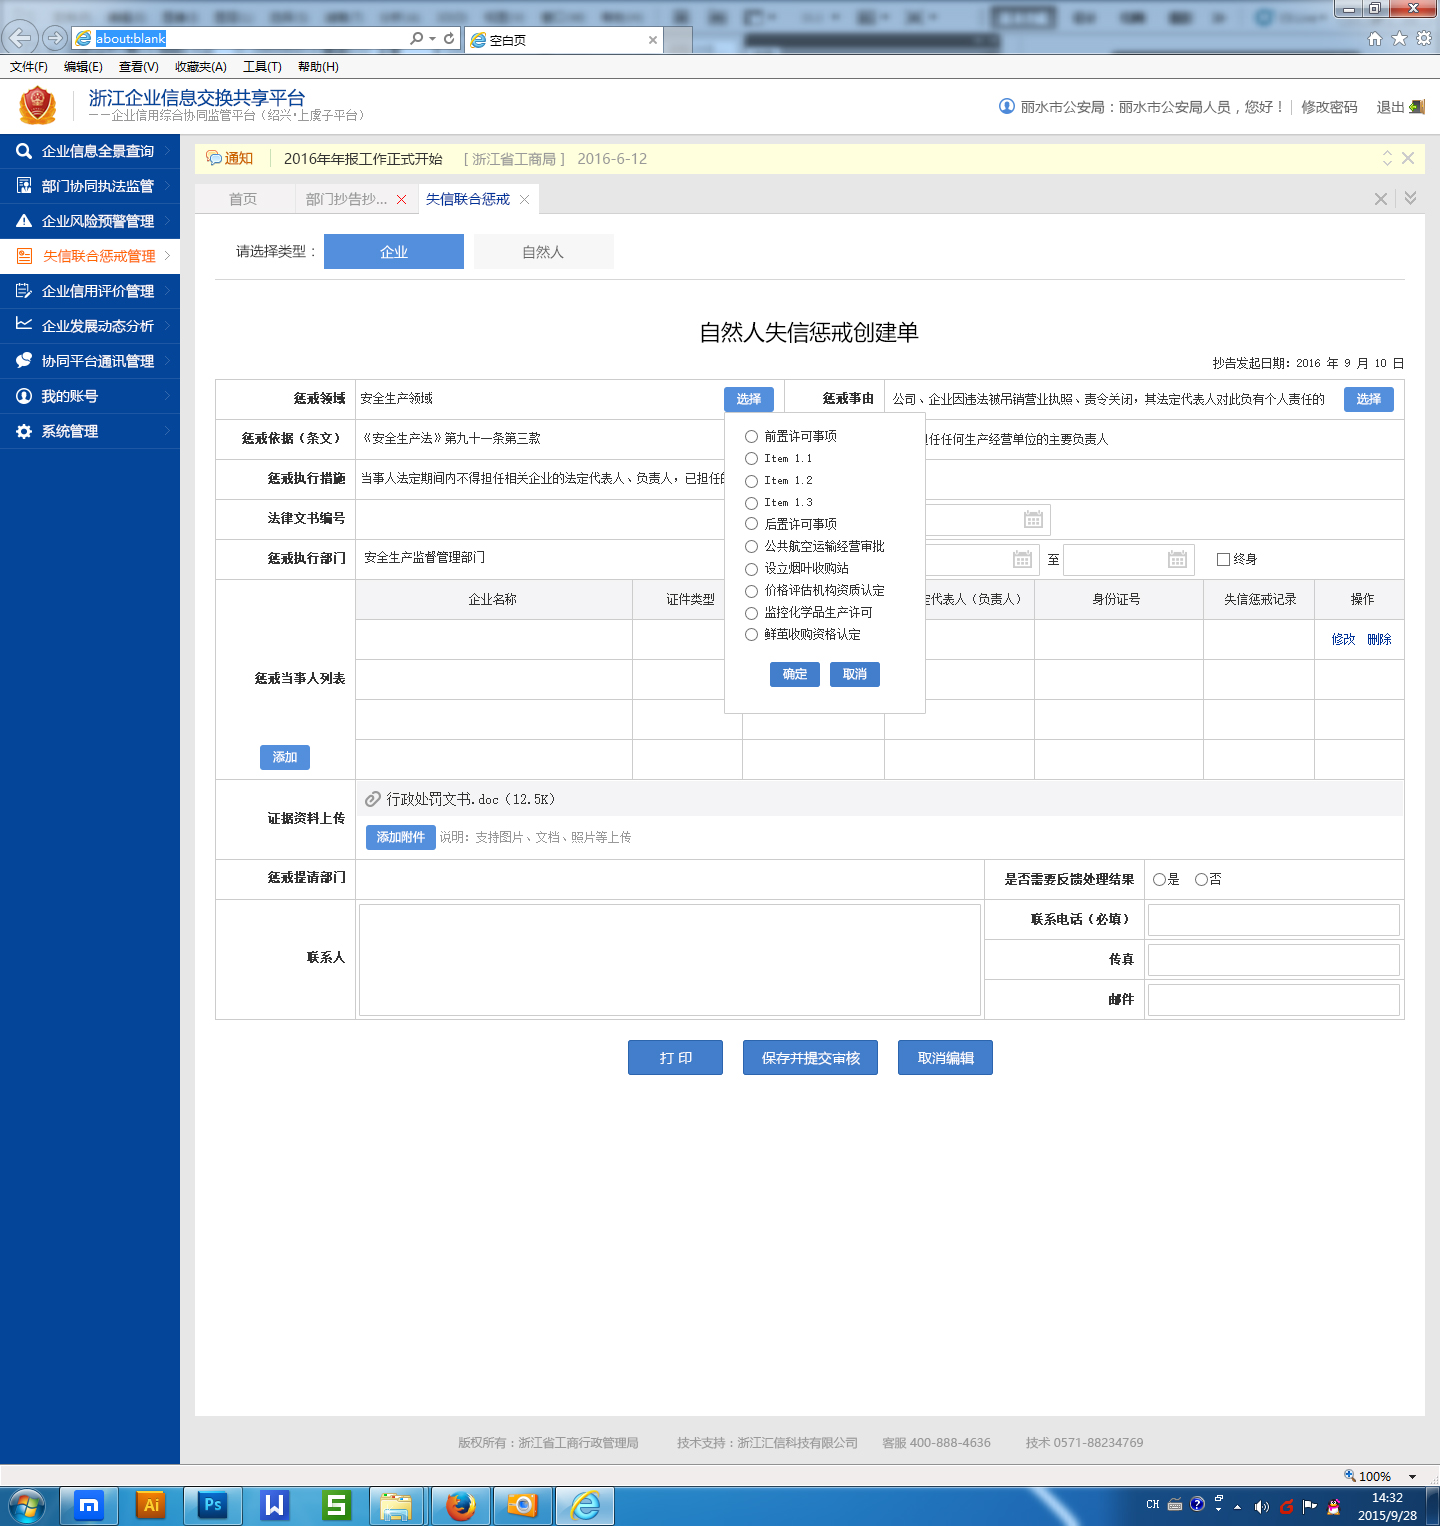 about:blank
空白页
文件(F) 编辑(E) 查看(V) 收藏夹(A) 工具(T) 帮助(H)
浙江企业信息交换共享平台
——企业信用综合协同监管平台（绍兴·上虞子平台）
丽水市公安局：丽水市公安局人员，您好！ 修改密码 退出
企业信息全景查询
部门协同执法监管
企业风险预警管理
失信联合惩戒管理
企业信用评价管理
企业发展动态分析
协同平台通讯管理
我的账号
系统管理
通知 2016年年报工作正式开始 [ 浙江省工商局 ] 2016-6-12
首页 部门抄告抄... 失信联合惩戒
请选择类型： 企业 自然人
自然人失信惩戒创建单
抄告发起日期: 2016 年 9 月 10 日
惩戒领域 安全生产领域 选择 惩戒事由 公司、企业因违法被吊销营业执照、责令关闭，其法定代表人对此负有个人责任的 选择
惩戒依据（条文） 《安全生产法》第九十一条第三款 担任任何生产经营单位的主要负责人
惩戒执行措施 当事人法定期间内不得担任相关企业的法定代表人、负责人，已担任的
法律文书编号
惩戒执行部门 安全生产监督管理部门 至 终身
前置许可事项
Item 1.1
Item 1.2
Item 1.3
后置许可事项
公共航空运输经营审批
设立烟叶收购站
价格评估机构资质认定
监控化学品生产许可
鲜茧收购资格认定
确定 取消
企业名称 证件类型 定代表人（负责人） 身份证号 失信惩戒记录 操作
修改 删除
惩戒当事人列表
添加
证据资料上传 行政处罚文书.doc（12.5K）
添加附件 说明: 支持图片、文档、照片等上传
惩戒提请部门 是否需要反馈处理结果 是 否
联系人 联系电话（必填）
传真
邮件
打 印 保存并提交审核 取消编辑
版权所有：浙江省工商行政管理局 技术支持：浙江汇信科技有限公司 客服 400-888-4636 技术 0571-88234769
100%
m Ai Ps W S
CH
14:32
2015/9/28